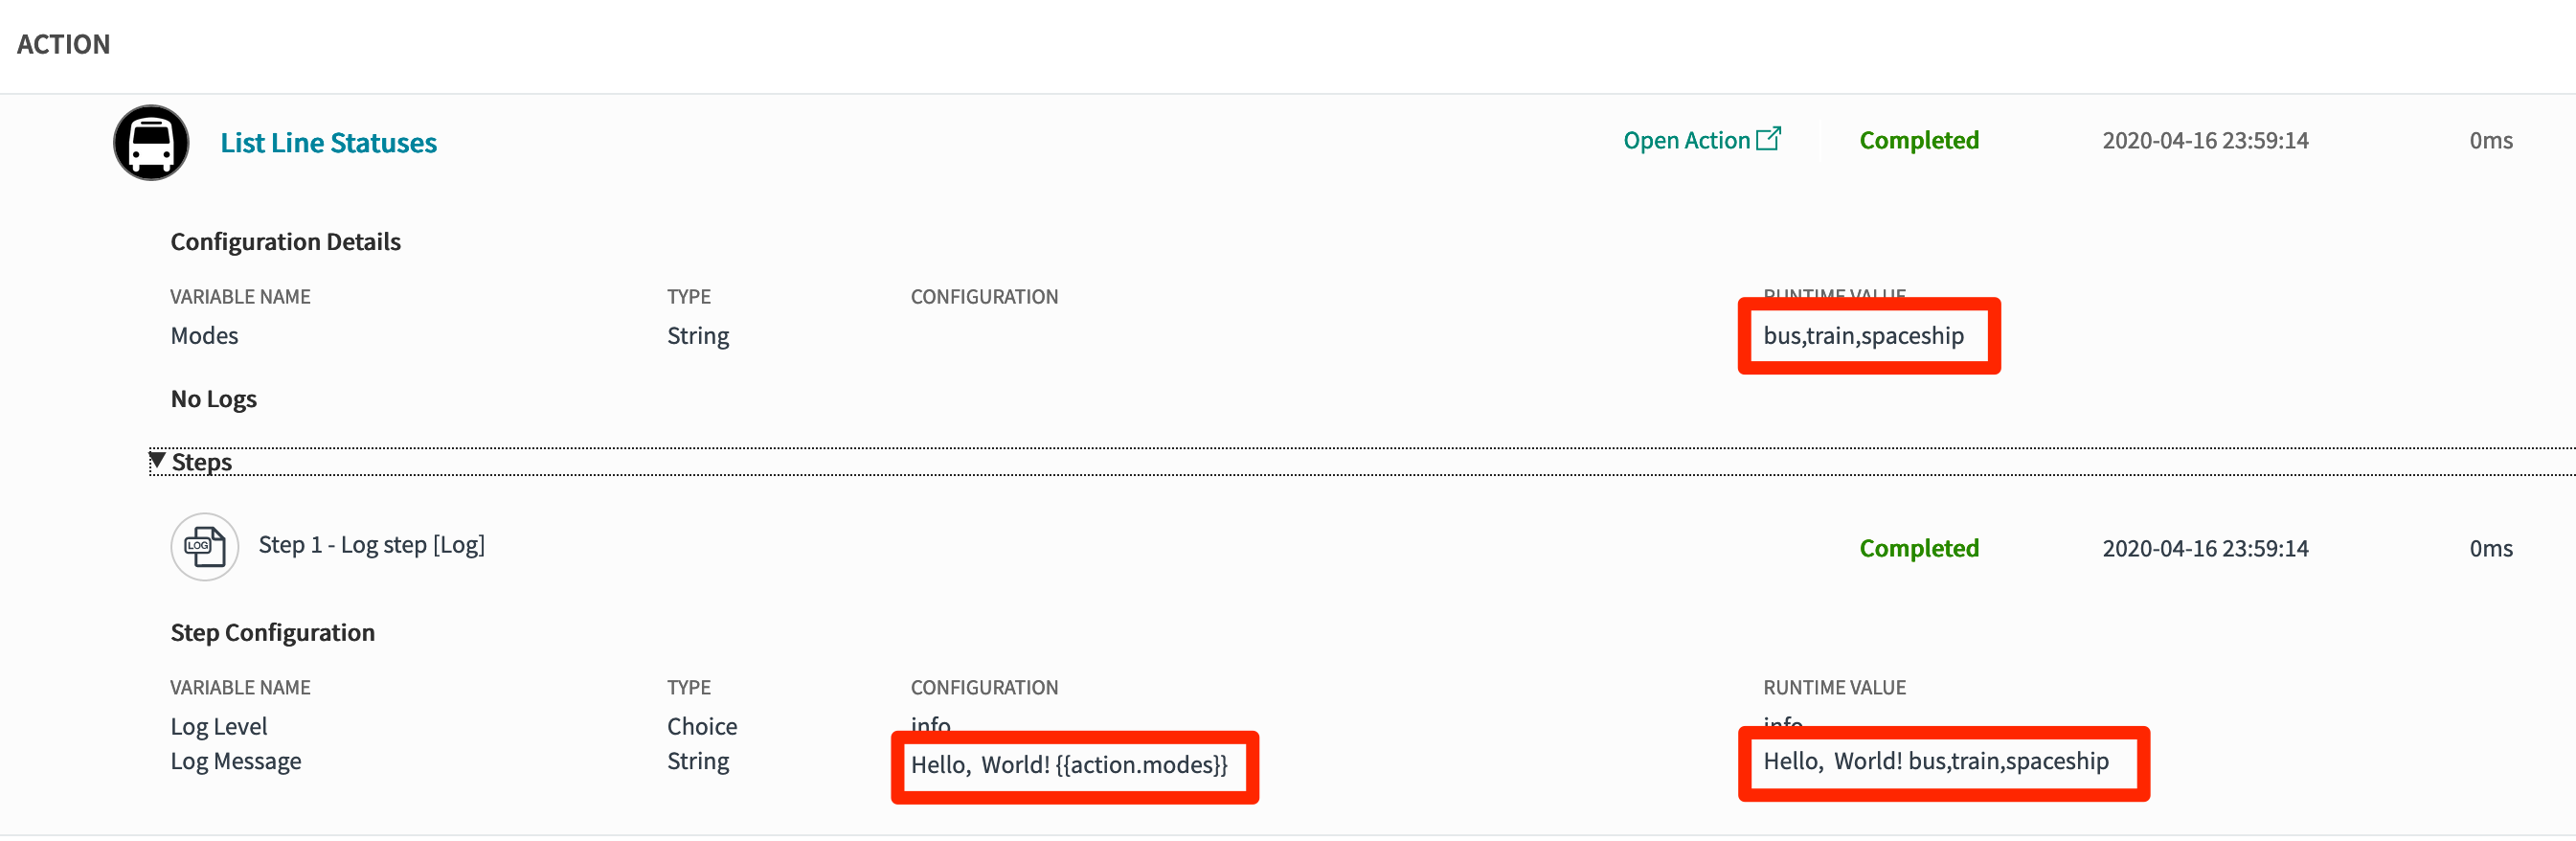 ACTION
List Line Statuses Open Action Completed 2020-04-16 23:59:14 0ms
Configuration Details
VARIABLE NAME TYPE CONFIGURATION RUNTIME VALUE
Modes String bus,train,spaceship
No Logs
Steps
LOG Step 1 - Log step [Log] Completed 2020-04-16 23:59:14 0ms
Step Configuration
VARIABLE NAME TYPE CONFIGURATION RUNTIME VALUE
Log Level Choice info info
Log Message String Hello,  World! {{action.modes}} Hello,  World! bus,train,spaceship